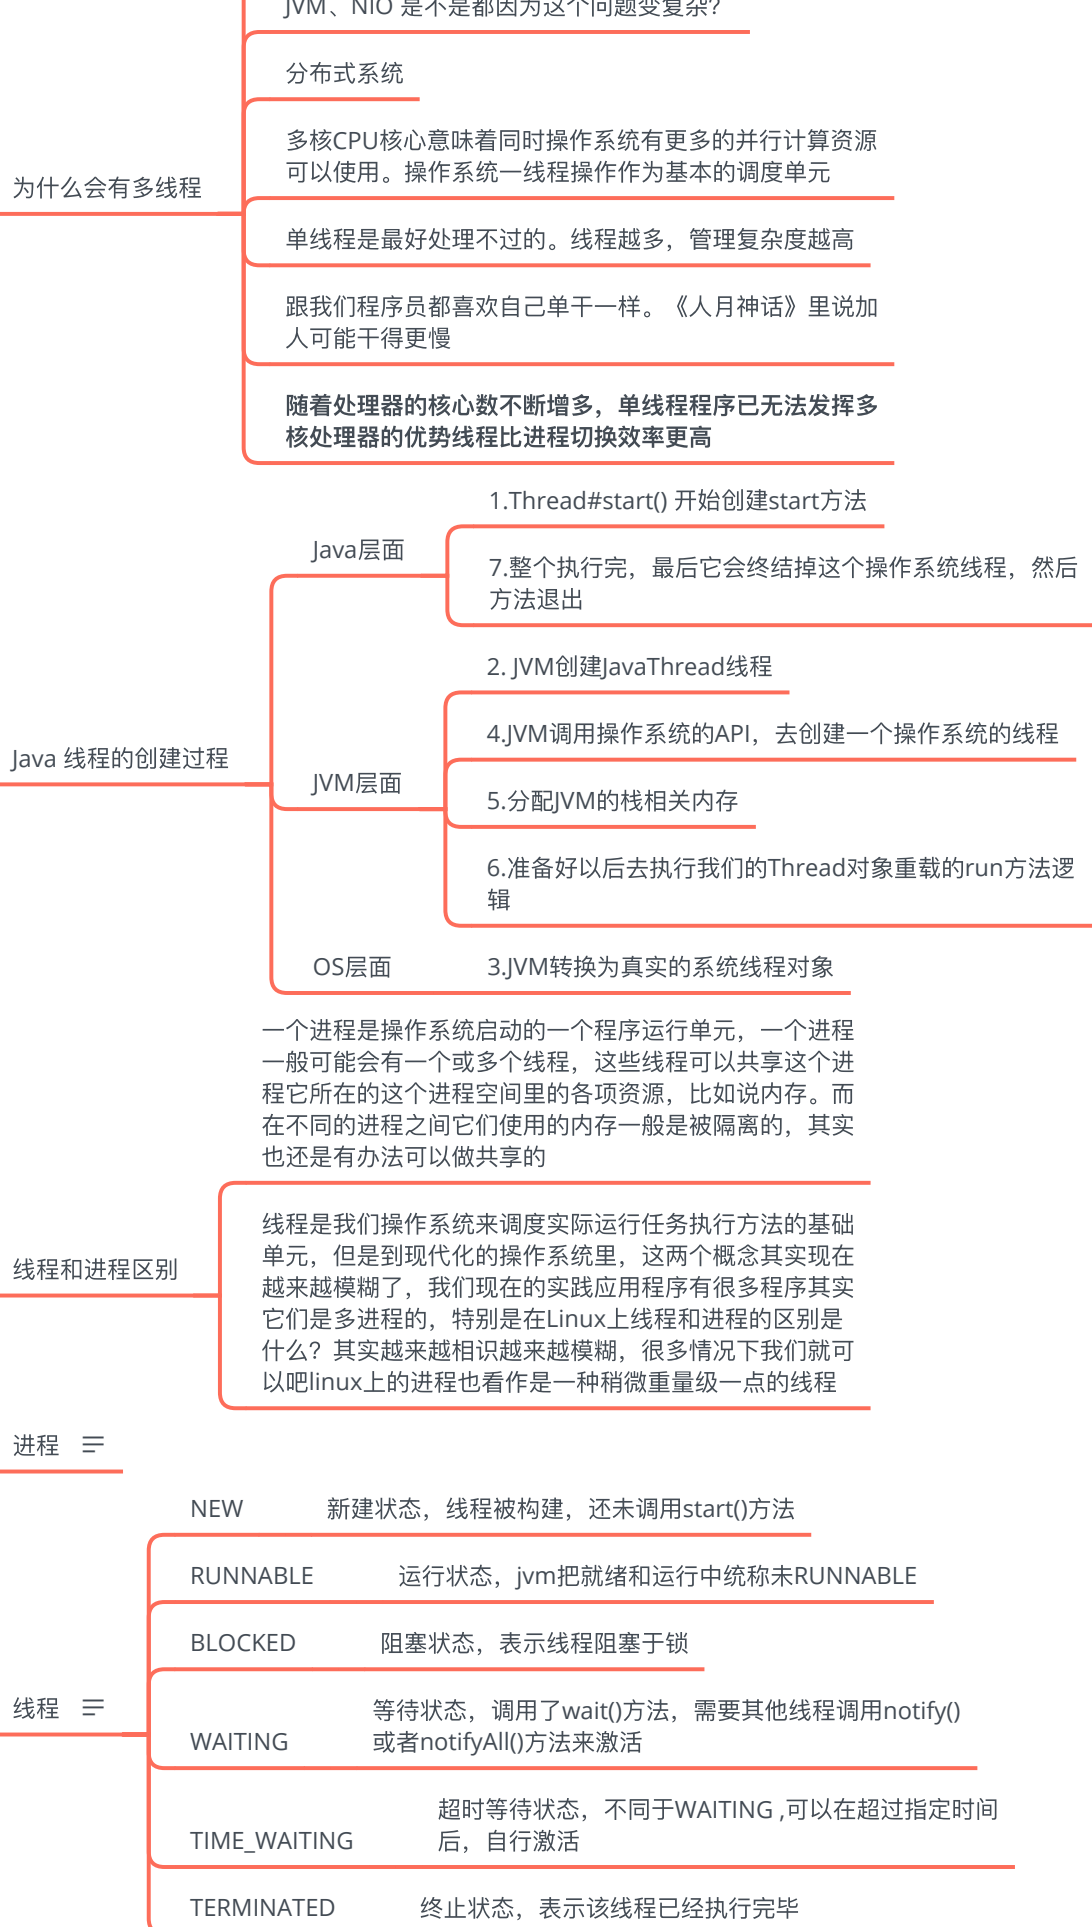 JVM、NIO 是不是都因为这个问题变复杂?
分布式系统
多核CPU核心意味着同时操作系统有更多的并行计算资源
可以使用。操作系统一线程操作作为基本的调度单元
为什么会有多线程
单线程是最好处理不过的。线程越多，管理复杂度越高
跟我们程序员都喜欢自己单干一样。《人月神话》里说加
人可能干得更慢
随着处理器的核心数不断增多，单线程程序已无法发挥多
核处理器的优势线程比进程切换效率更高
Java 线程的创建过程
Java层面
1.Thread#start() 开始创建start方法
7.整个执行完，最后它会终结掉这个操作系统线程，然后
方法退出
JVM层面
2. JVM创建JavaThread线程
4.JVM调用操作系统的API，去创建一个操作系统的线程
5.分配JVM的栈相关内存
6.准备好以后去执行我们的Thread对象重载的run方法逻
辑
OS层面
3.JVM转换为真实的系统线程对象
线程和进程区别
一个进程是操作系统启动的一个程序运行单元，一个进程
一般可能会有一个或多个线程，这些线程可以共享这个进
程它所在的这个进程空间里的各项资源，比如说内存。而
在不同的进程之间它们使用的内存一般是被隔离的，其实
也还是有办法可以做共享的
线程是我们操作系统来调度实际运行任务执行方法的基础
单元，但是到现代化的操作系统里，这两个概念其实现在
越来越模糊了，我们现在的实践应用程序有很多程序其实
它们是多进程的，特别是在Linux上线程和进程的区别是
什么？其实越来越相识越来越模糊，很多情况下我们就可
以吧linux上的进程也看作是一种稍微重量级一点的线程
进程
线程
NEW
新建状态，线程被构建，还未调用start()方法
RUNNABLE
运行状态，jvm把就绪和运行中统称未RUNNABLE
BLOCKED
阻塞状态，表示线程阻塞于锁
WAITING
等待状态，调用了wait()方法，需要其他线程调用notify()
或者notifyAll()方法来激活
TIME_WAITING
超时等待状态，不同于WAITING ,可以在超过指定时间
后，自行激活
TERMINATED
终止状态，表示该线程已经执行完毕